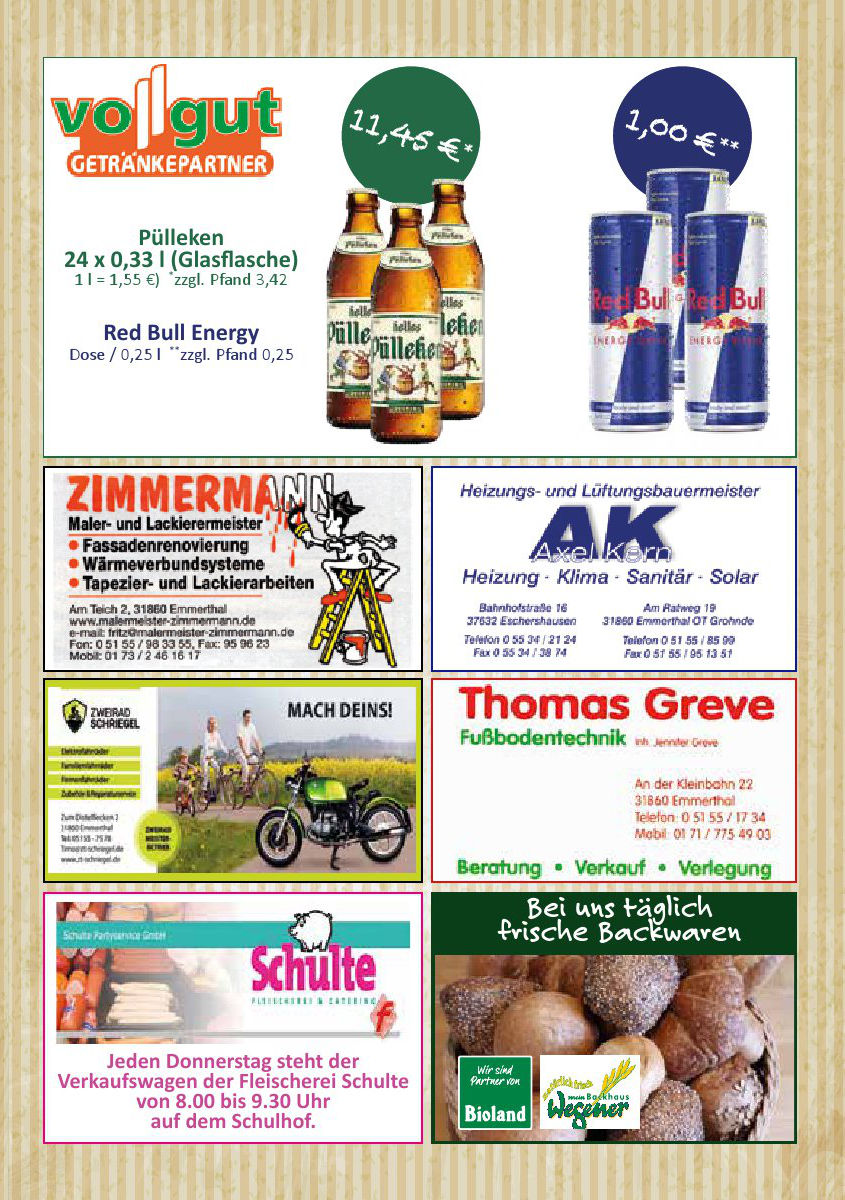 vollgut
GETRÄNKEPARTNER
11,45 €*
1,00 €**
Pülleken
24 x 0,33 l (Glasflasche)
1 l = 1,55 €) *zzgl. Pfand 3,42
Red Bull Energy
Dose / 0,25 l **zzgl. Pfand 0,25
helles
Pülleken
Red Bull
ENERGY DRINK
ZIMMERMANN
Maler- und Lackierermeister
• Fassadenrenovierung
• Wärmeverbundsysteme
• Tapezier- und Lackierarbeiten
Am Teich 2, 31860 Emmerthal
www.malermeister-zimmermann.de
e-mail: fritz@malermeister-zimmermann.de
Fon: 0 51 55 / 98 33 55, Fax: 95 96 23
Mobil: 01 73 / 2 46 16 17
Heizungs- und Lüftungsbauermeister
AK
Axel Kern
Heizung · Klima · Sanitär · Solar
Bahnhofstraße 16
37632 Eschershausen
Telefon 0 55 34 / 21 24
Fax 0 55 34 / 38 74
Am Ratweg 19
31860 Emmerthal OT Grohnde
Telefon 0 51 55 / 85 99
Fax 0 51 55 / 95 13 51
ZWEIRAD
SCHRIEGEL
MACH DEINS!
Elektrofahrräder
Familienfahrräder
Firmenfahrräder
Zubehör & Reparaturservice
Zum Distelflecken 2
31800 Emmerthal
Tel: 05155 - 75 78
www.zt-schriegel.de
ZWEIRAD
MEISTER-
BETRIEB
Thomas Greve
Fußbodentechnik Inh. Jennifer Greve
An der Kleinbahn 22
31860 Emmerthal
Telefon: 0 51 55 / 17 34
Mobil: 01 71 / 775 49 03
Beratung • Verkauf • Verlegung
Schulte Partyservice GmbH
Schulte
FLEISCHEREI & CATERING
f
Jeden Donnerstag steht der
Verkaufswagen der Fleischerei Schulte
von 8.00 bis 9.30 Uhr
auf dem Schulhof.
Bei uns täglich
frische Backwaren
Wir sind
Partner von
Bioland
natürlich frisch
mein Backhaus
Wegener